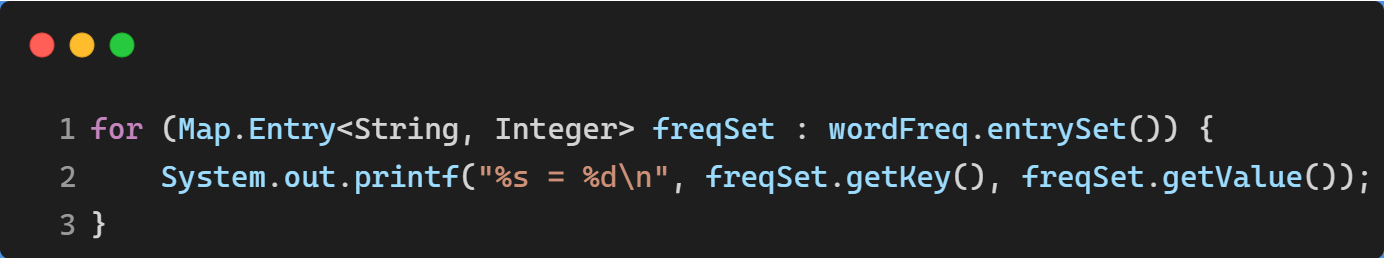 1 for (Map.Entry<String, Integer> freqSet : wordFreq.entrySet()) {
2     System.out.printf("%s = %d\n", freqSet.getKey(), freqSet.getValue());
3 }